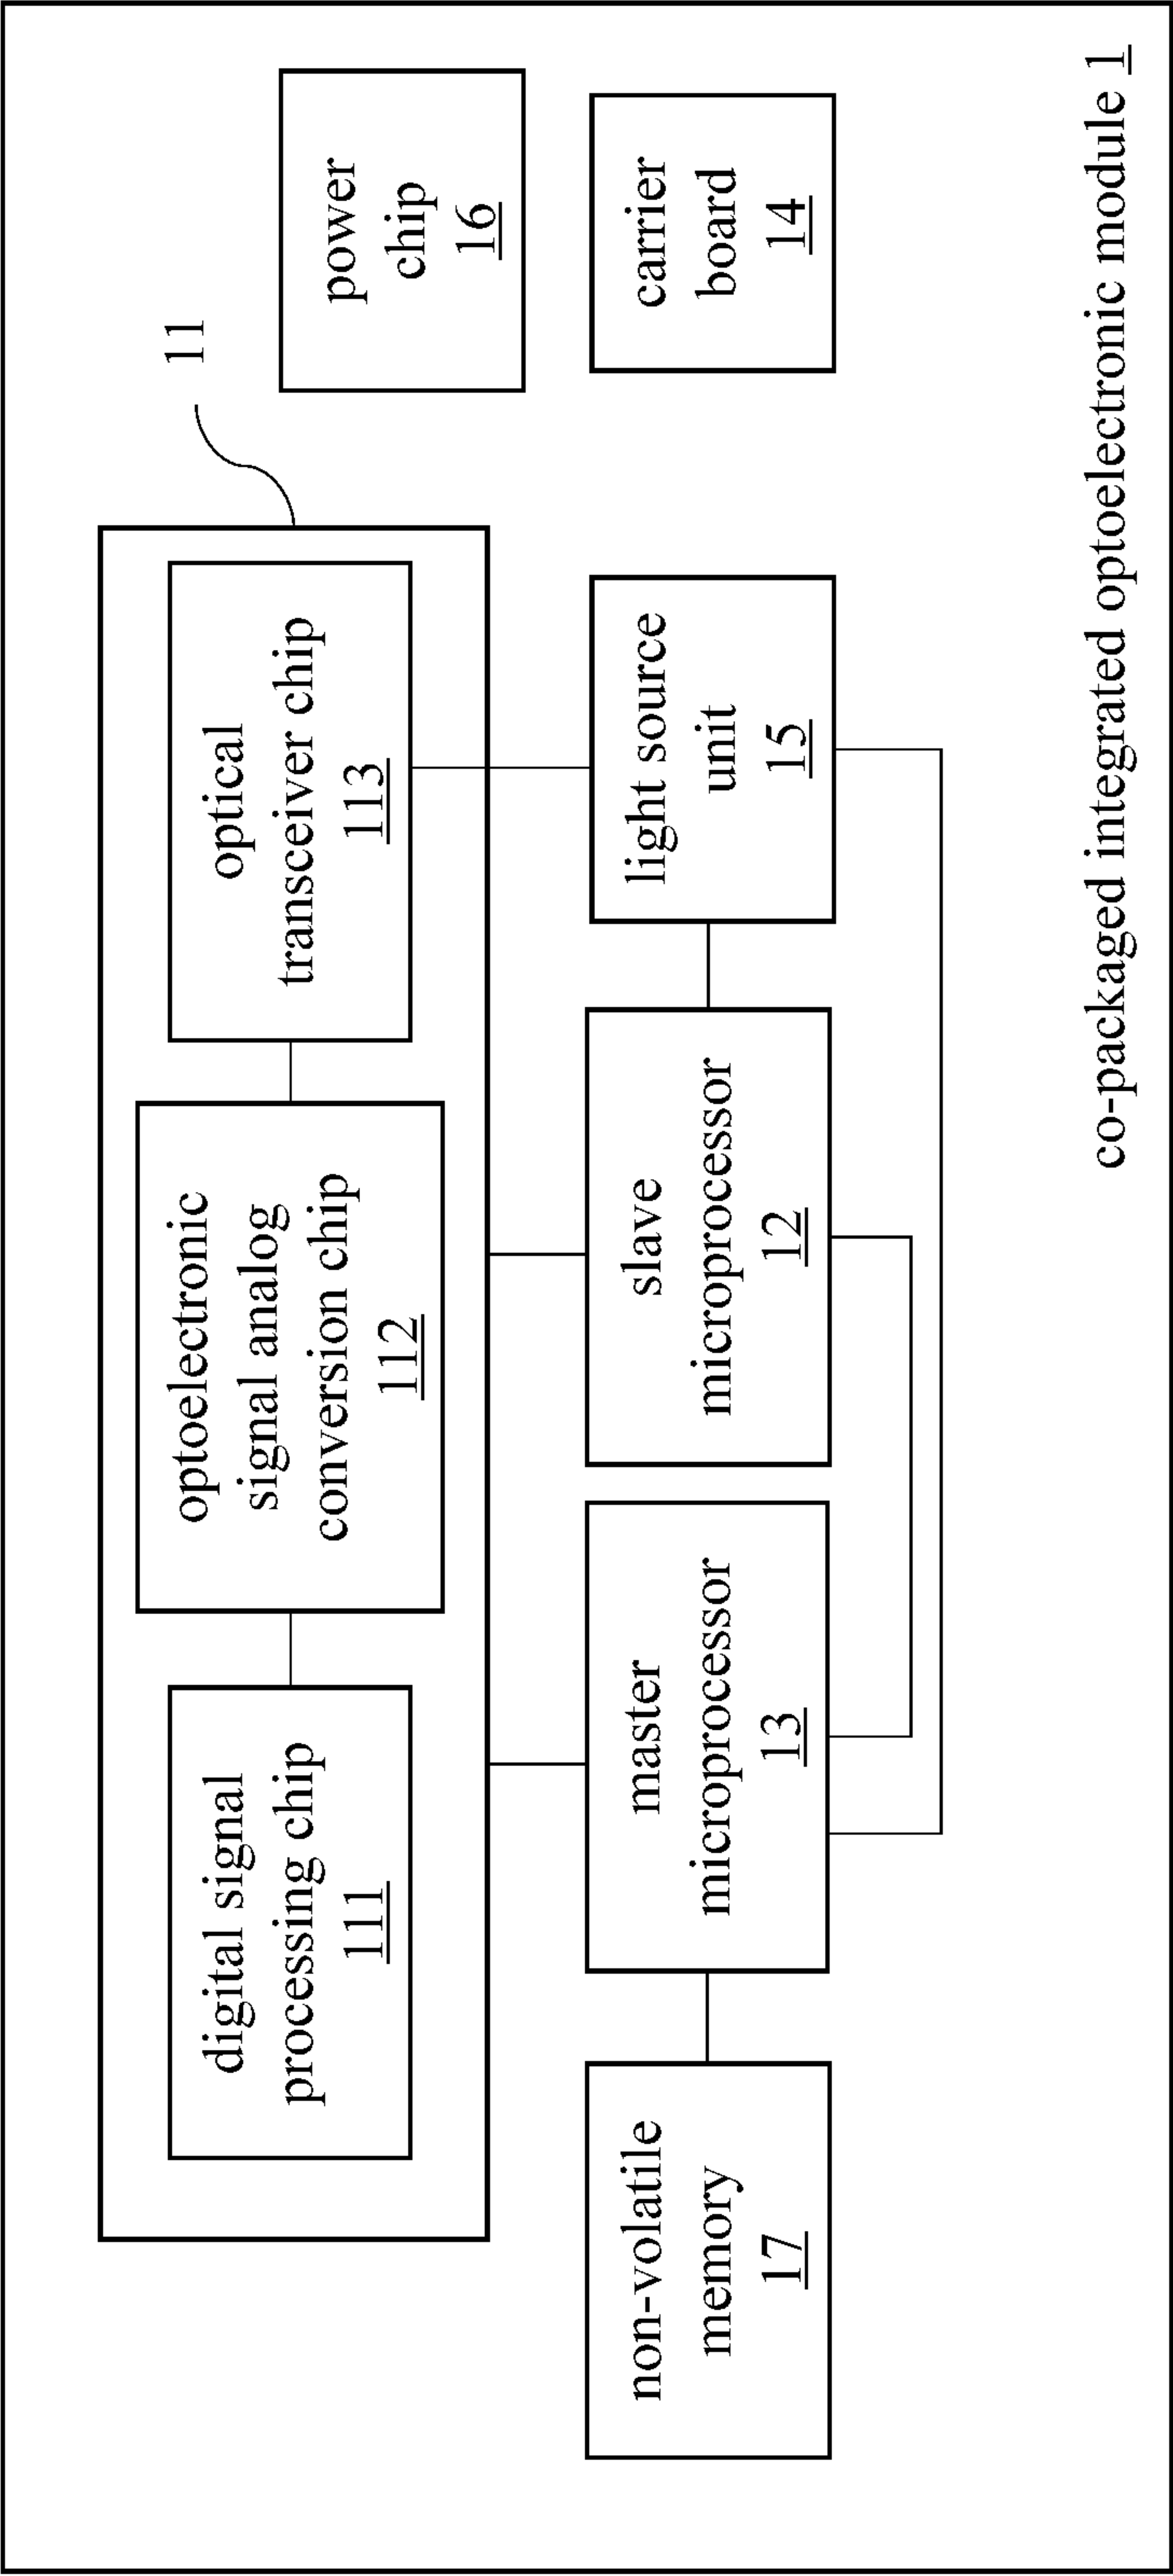 11
digital signal
processing chip
111
optoelectronic
signal analog
conversion chip
112
optical
transceiver chip
113
power
chip
16
non-volatile
memory
17
master
microprocessor
13
slave
microprocessor
12
light source
unit
15
carrier
board
14
co-packaged integrated optoelectronic module 1